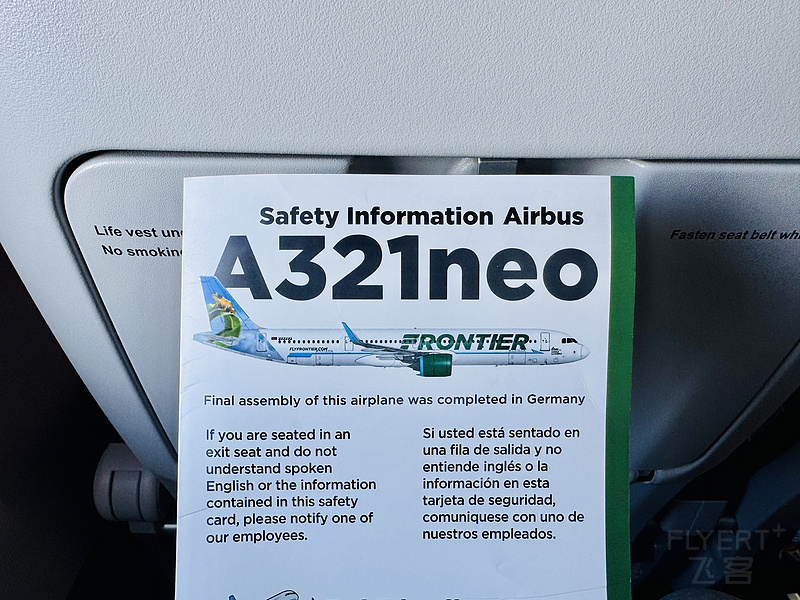 Safety Information Airbus
A321neo
Life vest un
No smoking
Fasten seat belt whi
FRONTIER
FLYFRONTIER.COM
Final assembly of this airplane was completed in Germany
If you are seated in an
exit seat and do not
understand spoken
English or the information
contained in this safety
card, please notify one of
our employees.
Si usted está sentado en
una fila de salida y no
entiende inglés o la
información en esta
tarjeta de seguridad,
comuniquese con uno de
nuestros empleados.
FLYERT+
飞客